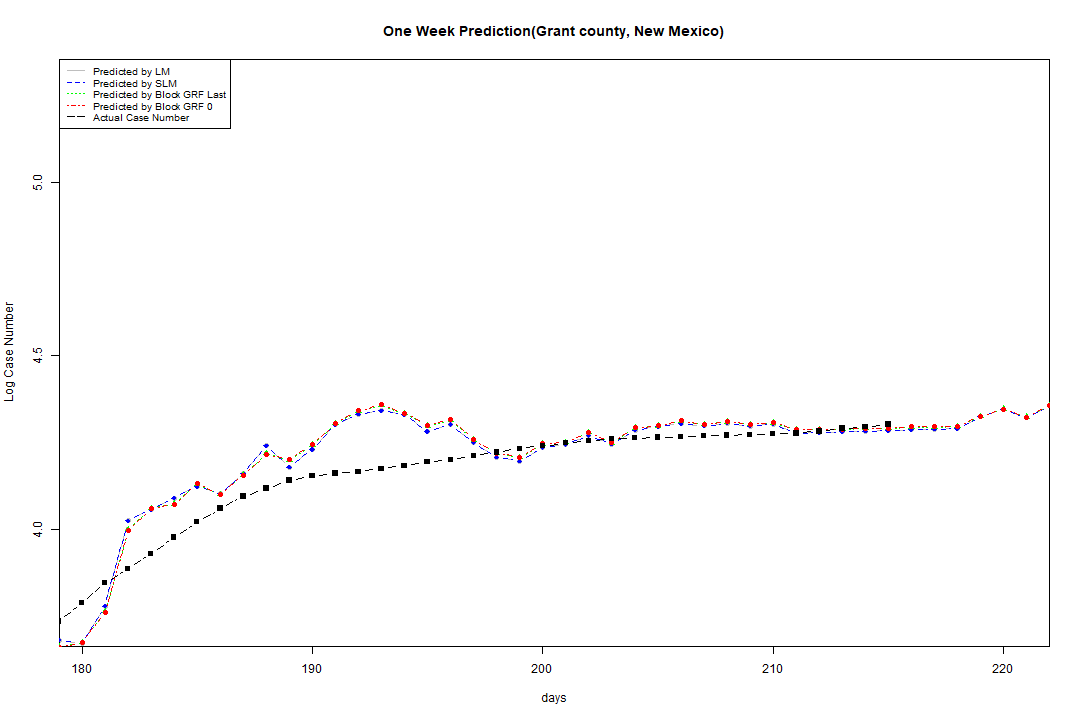 One Week Prediction(Grant county, New Mexico)
Predicted by LM
Predicted by SLM
Predicted by Block GRF Last
Predicted by Block GRF 0
Actual Case Number
5.0
4.5
4.0
Log Case Number
180 190 200 210 220
days